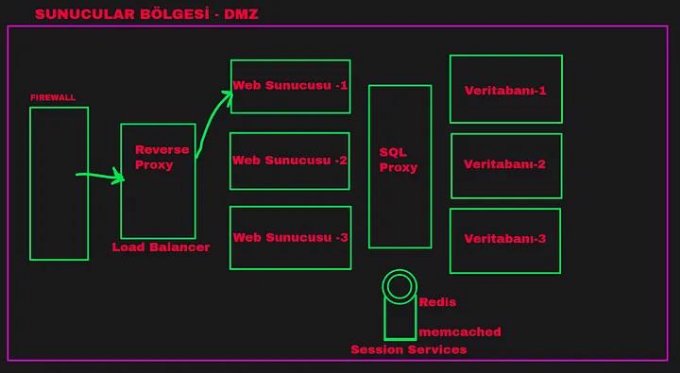 SUNUCULAR BÖLGESİ - DMZ
FIREWALL
Reverse
Proxy
Load Balancer
Web Sunucusu -1
Web Sunucusu -2
Web Sunucusu -3
SQL
Proxy
Veritabanı-1
Veritabanı-2
Veritabanı-3
Redis
memcached
Session Services